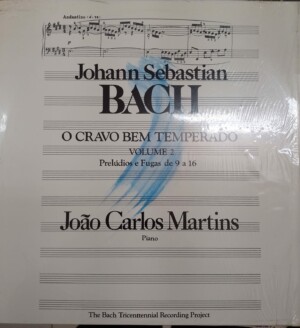 Johann Sebastian
BACH
O CRAVO BEM TEMPERADO
VOLUME 2
Prelúdios e Fugas de 9 a 16
João Carlos Martins
Piano
The Bach Tricentennial Recording Project